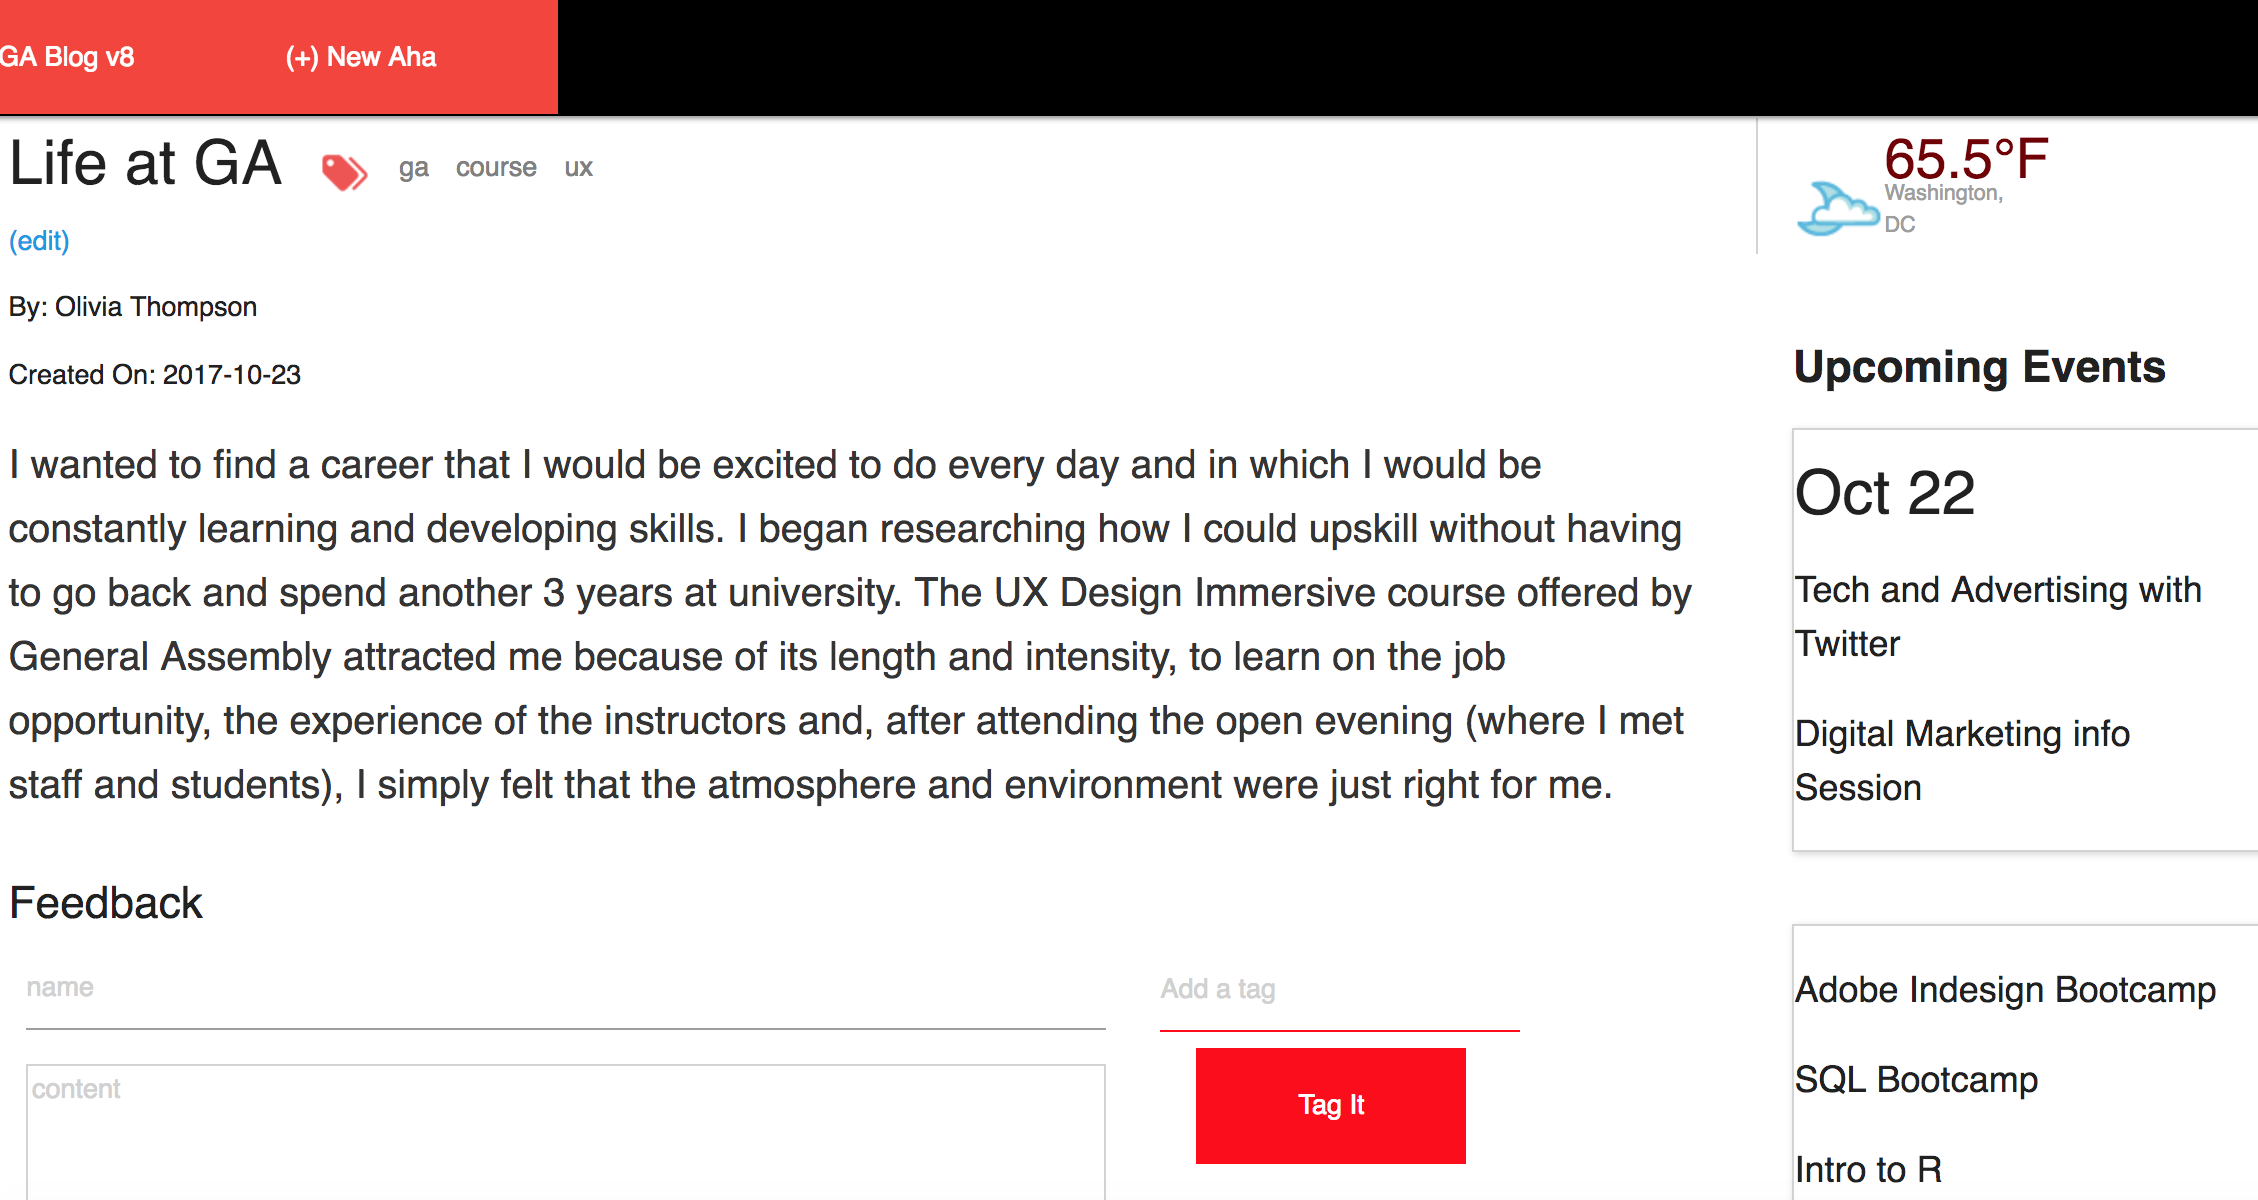 GA Blog v8
(+) New Aha
Life at GA
ga course ux
(edit)
By: Olivia Thompson
Created On: 2017-10-23
I wanted to find a career that I would be excited to do every day and in which I would be
constantly learning and developing skills. I began researching how I could upskill without having
to go back and spend another 3 years at university. The UX Design Immersive course offered by
General Assembly attracted me because of its length and intensity, to learn on the job
opportunity, the experience of the instructors and, after attending the open evening (where I met
staff and students), I simply felt that the atmosphere and environment were just right for me.
Feedback
name
content
Add a tag
Tag It
65.5°F
Washington,
DC
Upcoming Events
Oct 22
Tech and Advertising with
Twitter
Digital Marketing info
Session
Adobe Indesign Bootcamp
SQL Bootcamp
Intro to R